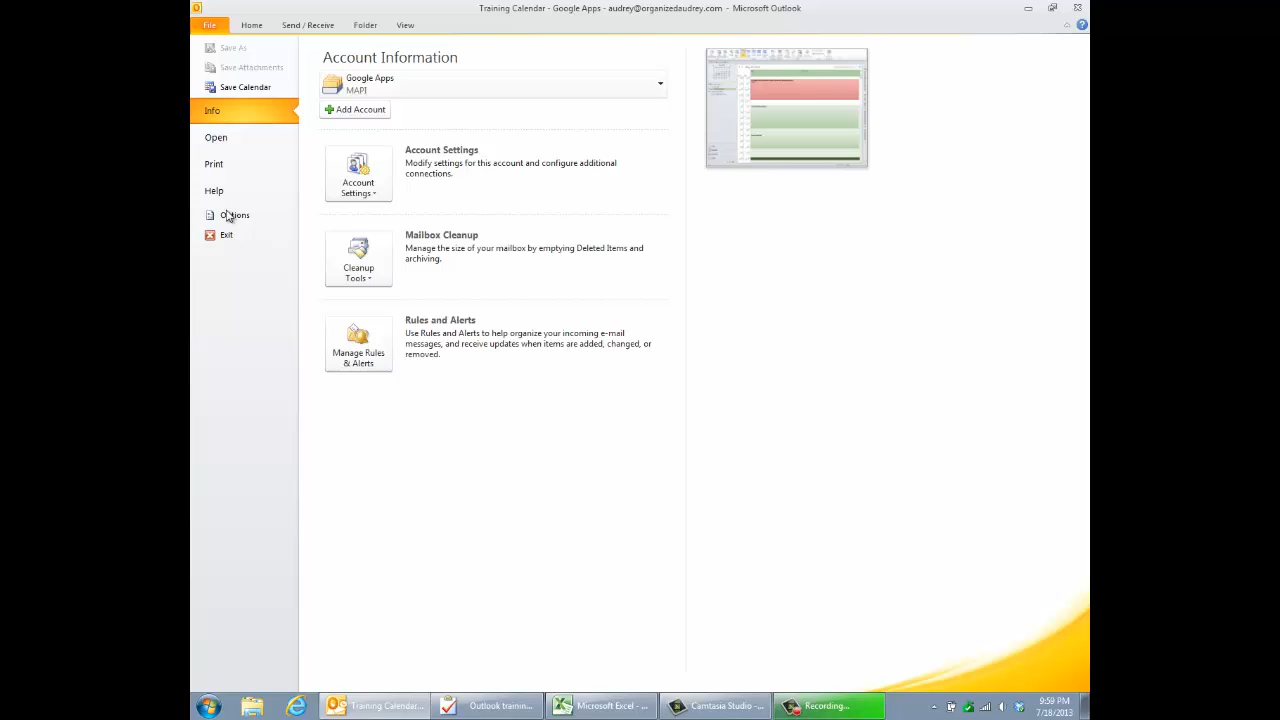 Training Calendar - Google Apps - audrey@organizedaudrey.com - Microsoft Outlook
File Home Send / Receive Folder View
Save As
Save Attachments
Save Calendar
Info
Open
Print
Help
Options
Exit
Account Information
Google Apps
MAPI
Add Account
Account
Settings
Account Settings
Modify settings for this account and configure additional
connections.
Cleanup
Tools
Mailbox Cleanup
Manage the size of your mailbox by emptying Deleted Items and
archiving.
Manage Rules
& Alerts
Rules and Alerts
Use Rules and Alerts to help organize your incoming e-mail
messages, and receive updates when items are added, changed, or
removed.
Training Calendar... Outlook trainin... Microsoft Excel - ... Camtasia Studio -... Recording...
9:59 PM
7/18/2013